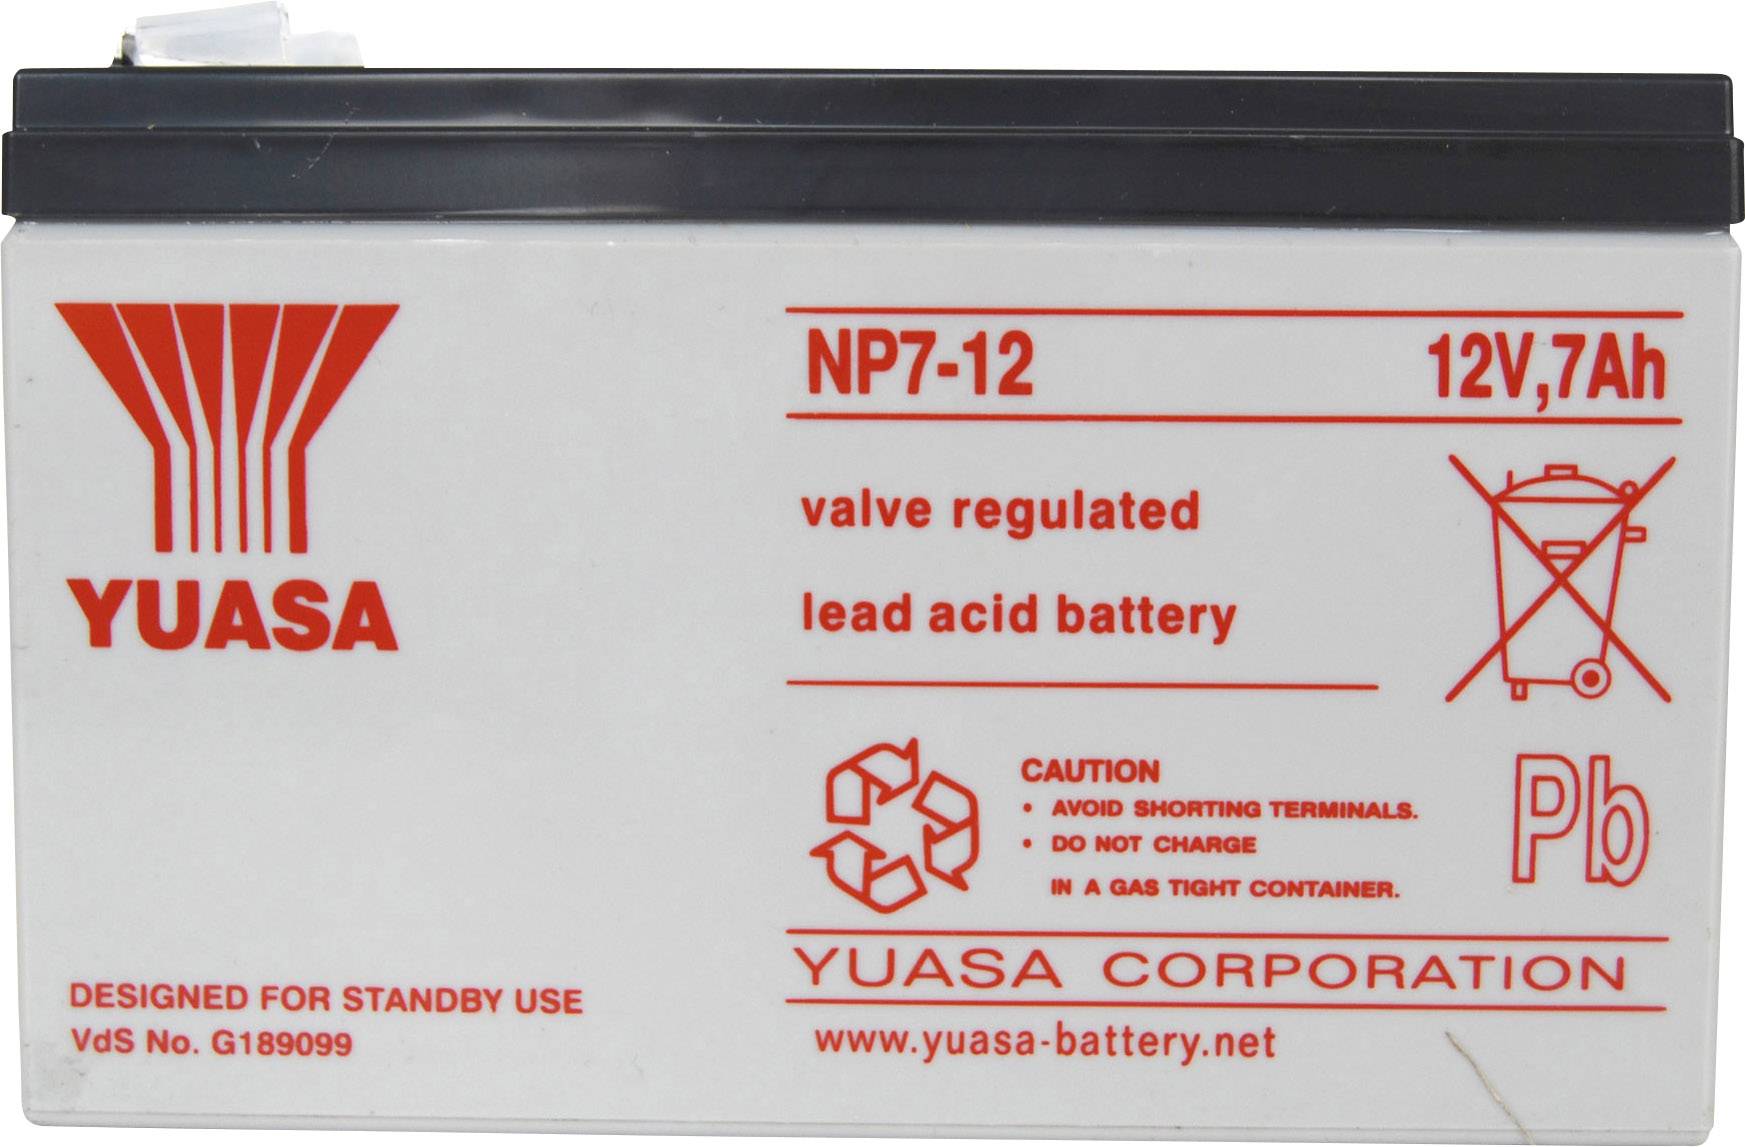 YUASA
DESIGNED FOR STANDBY USE
VdS No. G189099
NP7-12 12V,7Ah
valve regulated
lead acid battery
CAUTION
• AVOID SHORTING TERMINALS.
• DO NOT CHARGE
IN A GAS TIGHT CONTAINER.
Pb
YUASA CORPORATION
www.yuasa-battery.net